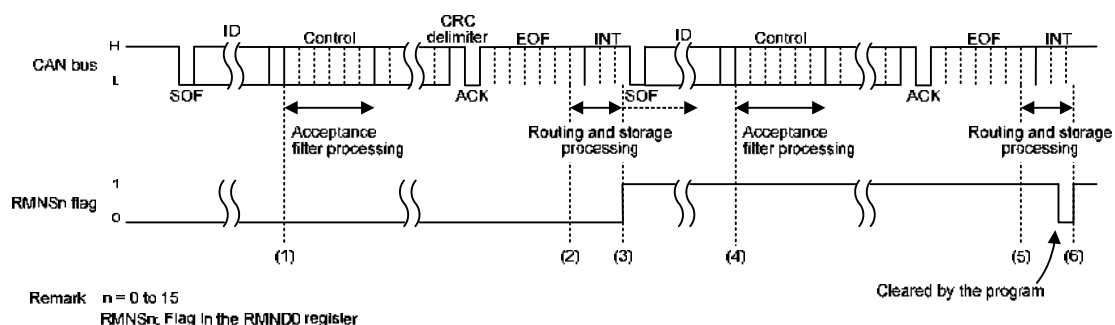 CRC
ID Control delimiter EOF INT ID Control EOF INT
H
CAN bus
L
SOF ACK SOF ACK
Acceptance
filter processing
Routing and storage
processing
Acceptance
filter processing
Routing and storage
processing
1
RMNSn flag
0
(1) (2) (3) (4) (5) (6)
Cleared by the program
Remark n = 0 to 15
RMNSn: Flag in the RMND0 register